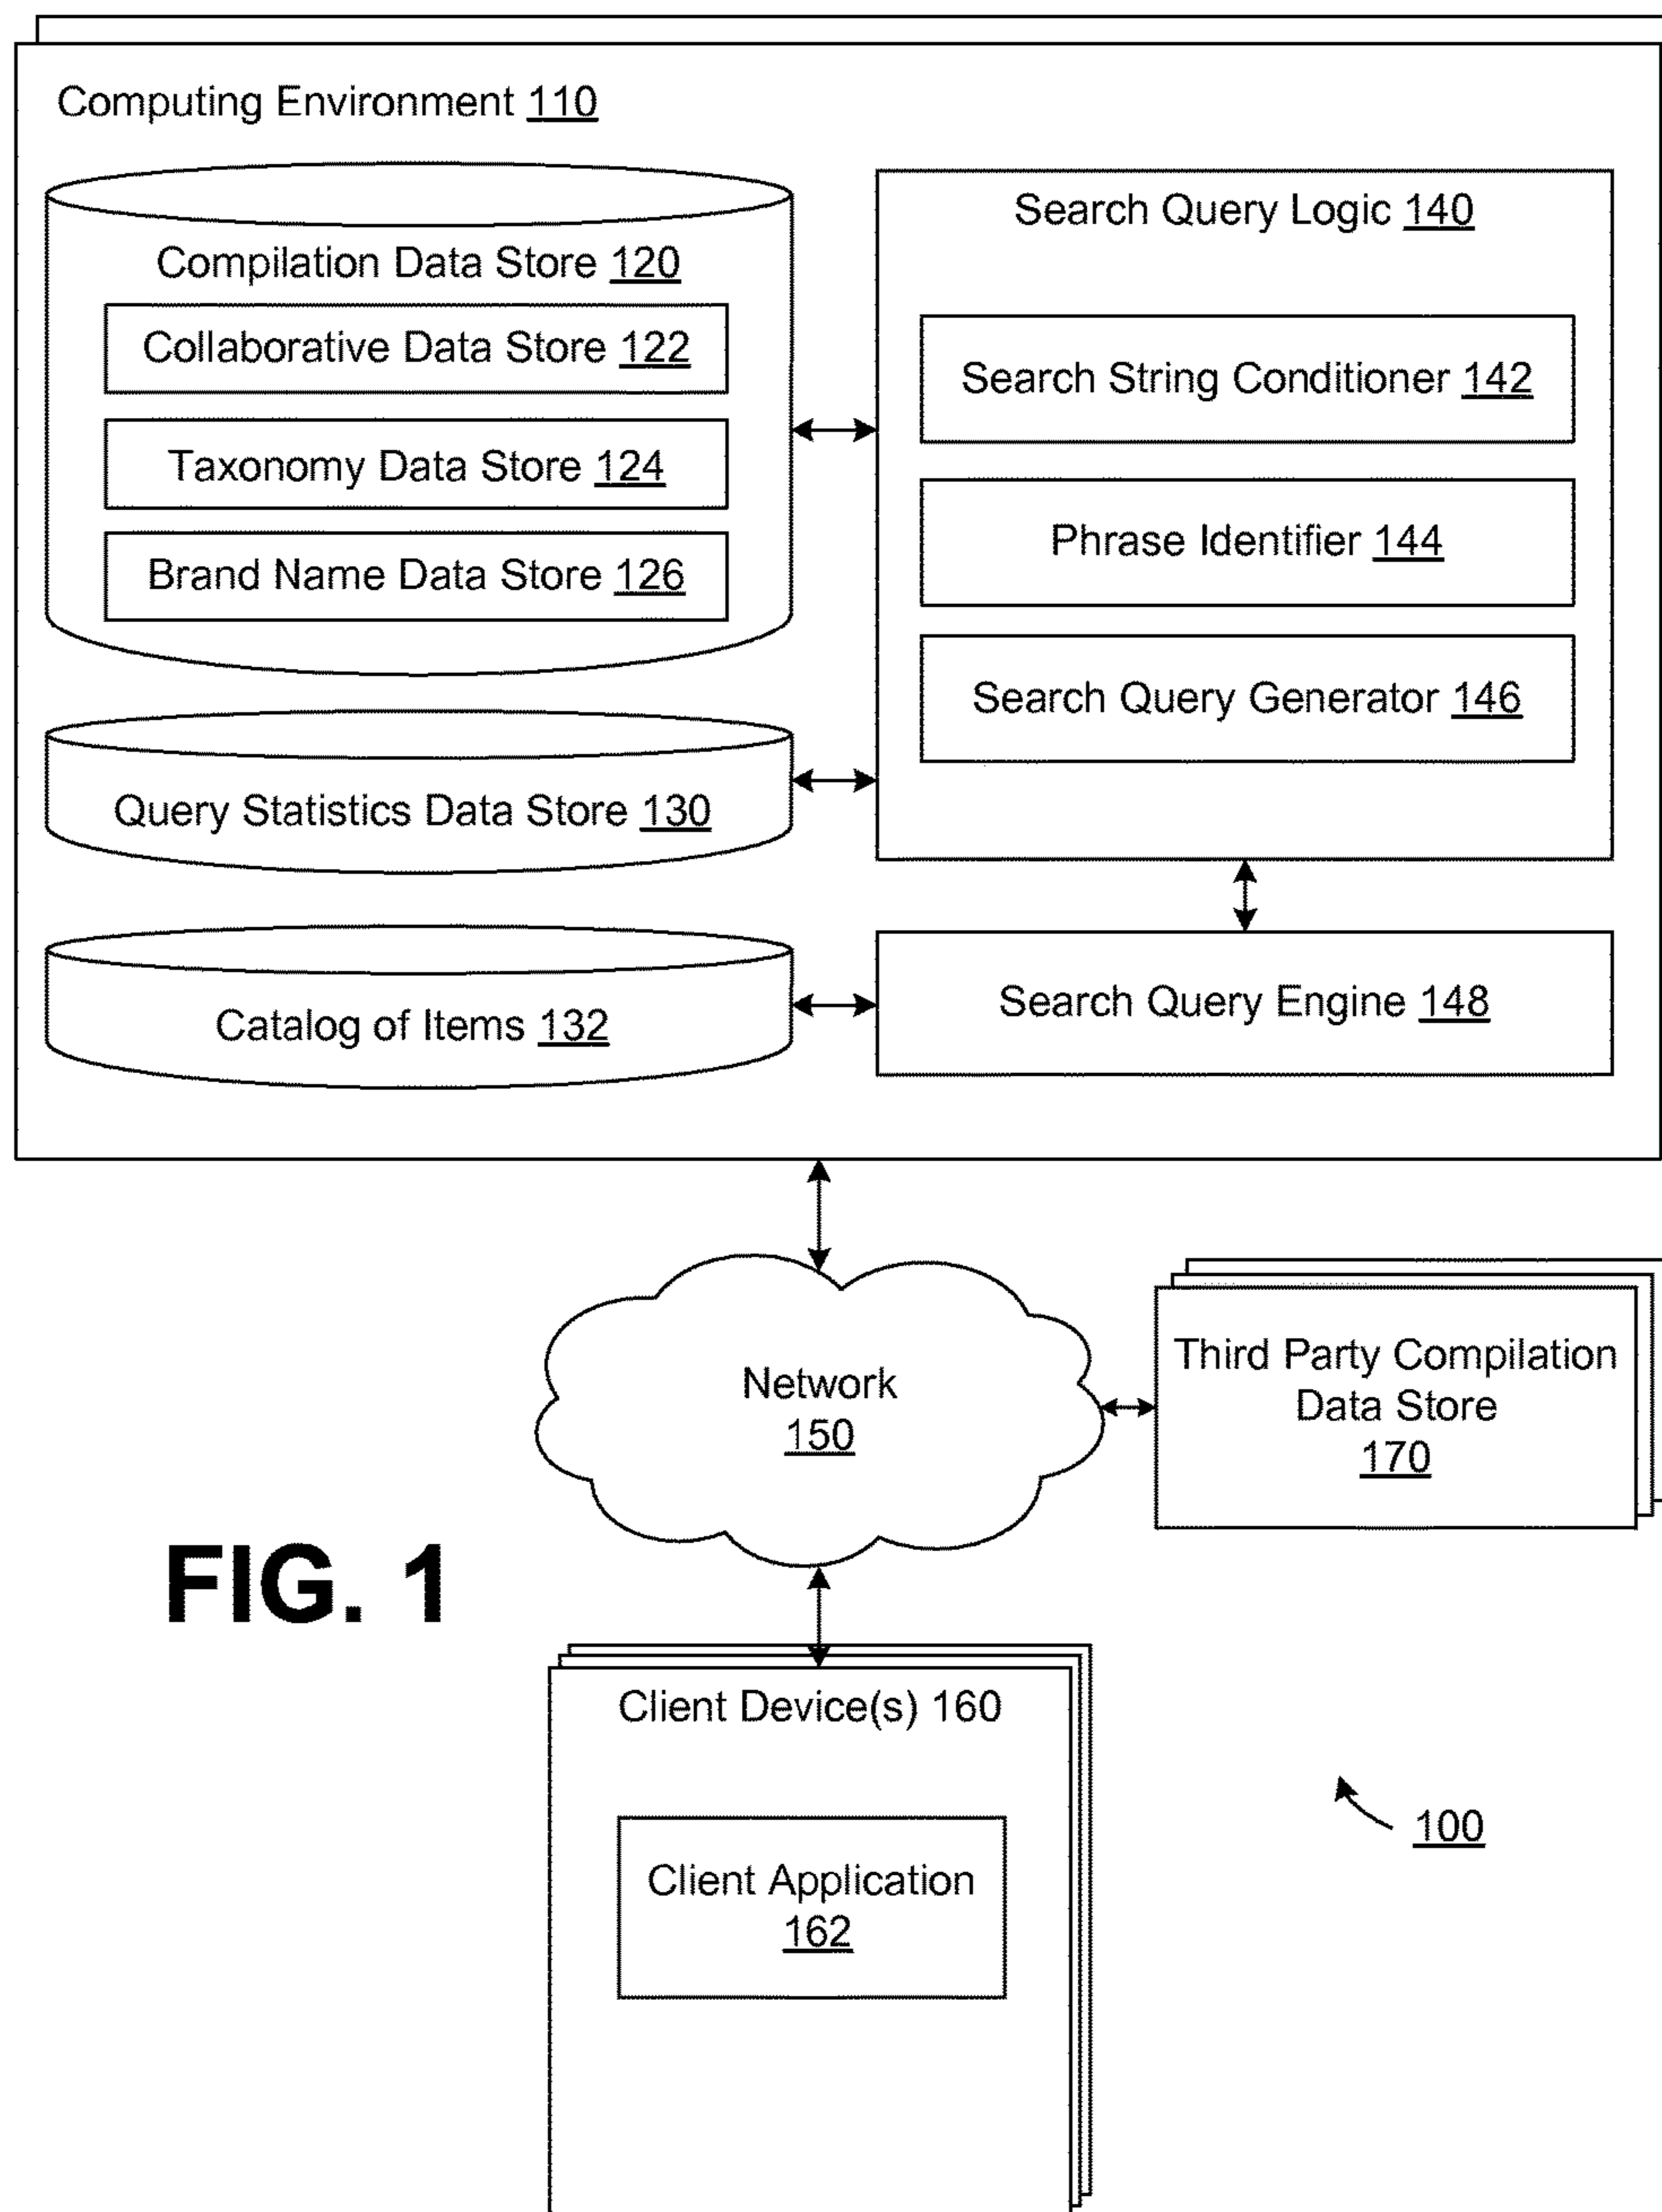 Computing Environment 110
Compilation Data Store 120
Collaborative Data Store 122
Taxonomy Data Store 124
Brand Name Data Store 126
Query Statistics Data Store 130
Catalog of Items 132
Search Query Logic 140
Search String Conditioner 142
Phrase Identifier 144
Search Query Generator 146
Search Query Engine 148
Network
150
Third Party Compilation
Data Store
170
FIG. 1
Client Device(s) 160
Client Application
162
100